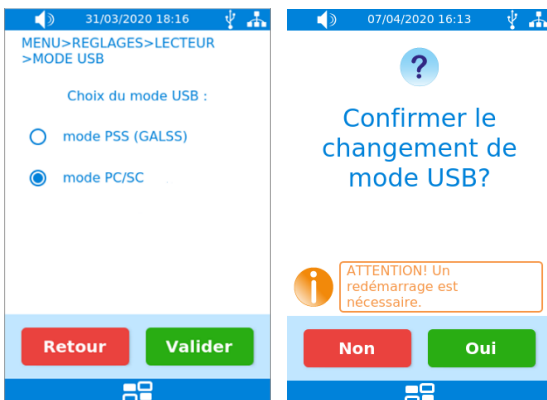 31/03/2020 18:16
MENU>REGLAGES>LECTEUR
>MODE USB
Choix du mode USB :
mode PSS (GALSS)
mode PC/SC
Retour
Valider
07/04/2020 16:13
?
Confirmer le
changement de
mode USB?
i
ATTENTION! Un
redémarrage est
nécessaire.
Non
Oui